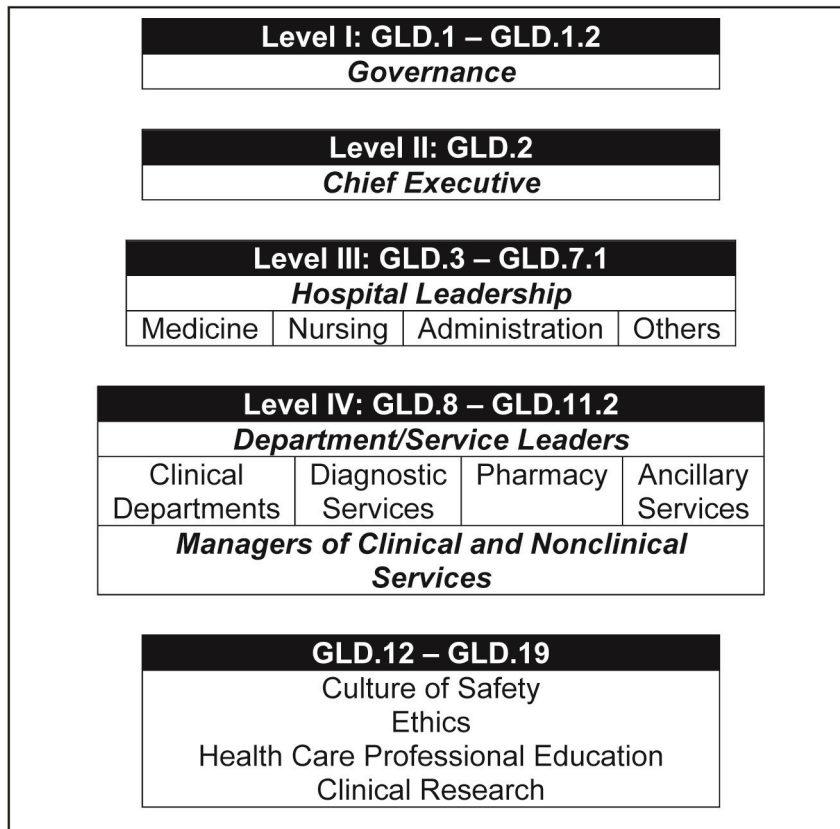 Level I: GLD.1 – GLD.1.2
Governance
Level II: GLD.2
Chief Executive
Level III: GLD.3 – GLD.7.1
Hospital Leadership
Medicine Nursing Administration Others
Level IV: GLD.8 – GLD.11.2
Department/Service Leaders
Clinical Departments
Diagnostic Services
Pharmacy
Ancillary Services
Managers of Clinical and Nonclinical
Services
GLD.12 – GLD.19
Culture of Safety
Ethics
Health Care Professional Education
Clinical Research